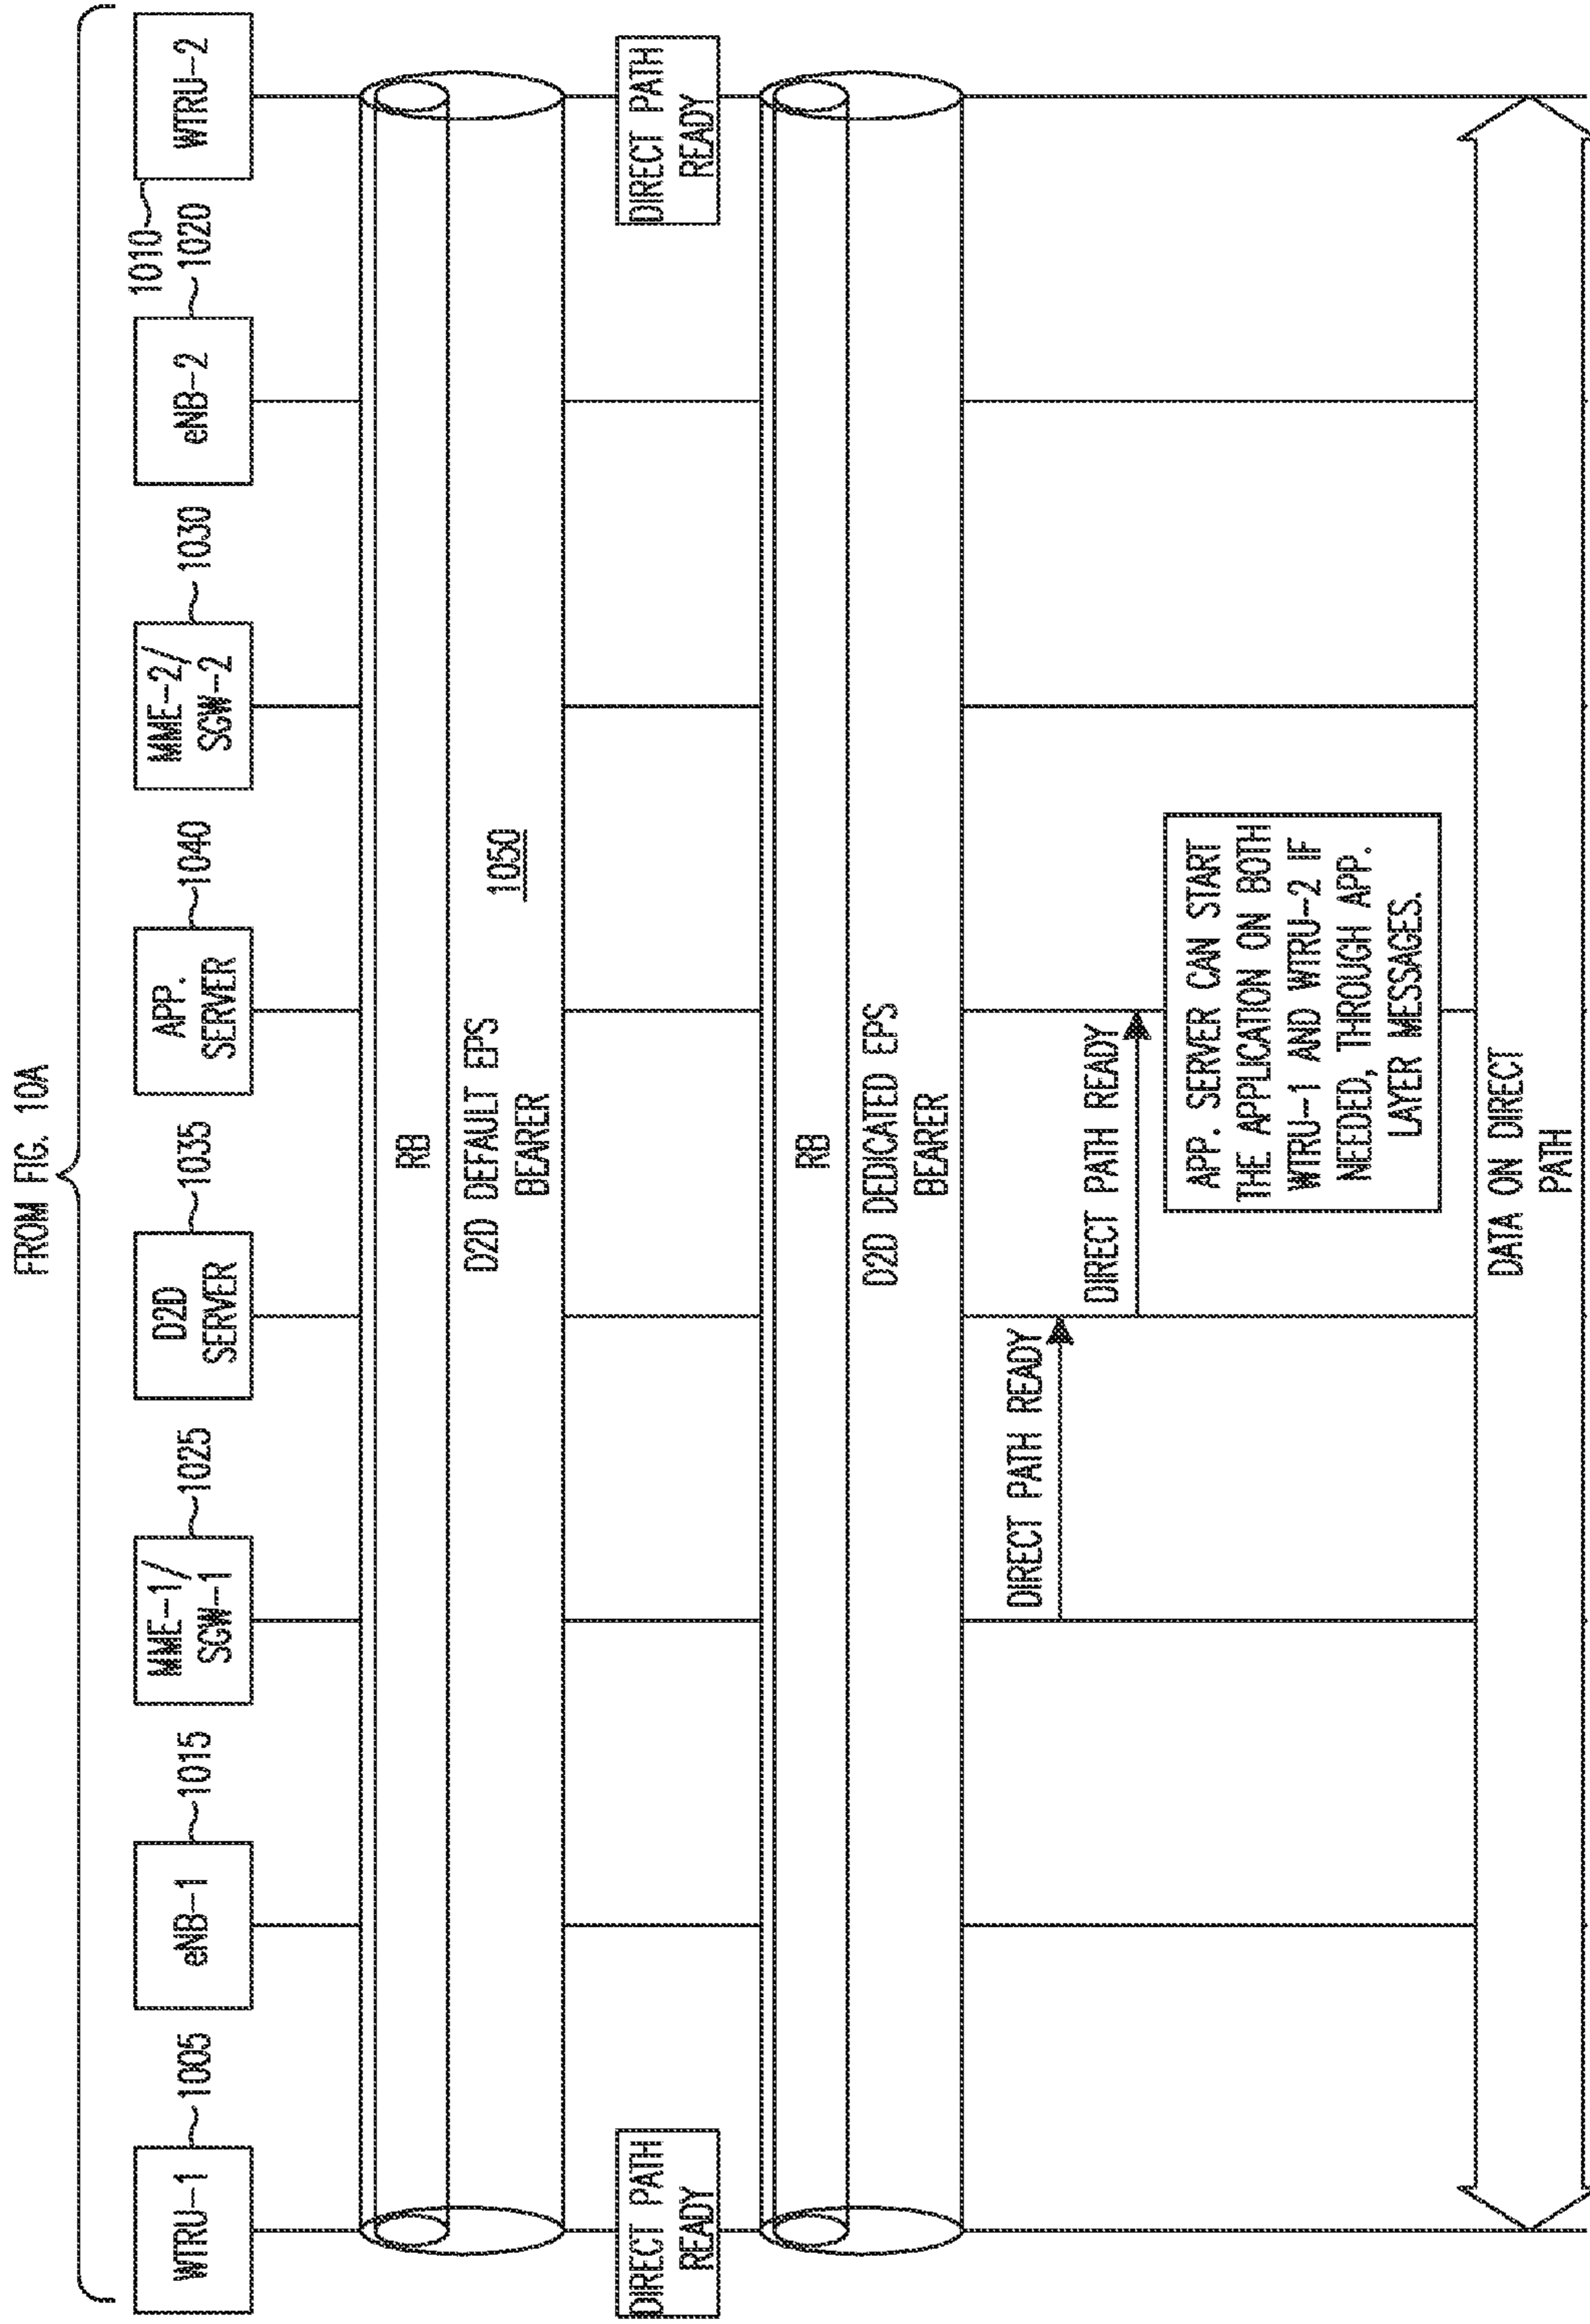 FROM FIG. 10A
WTRU-1
1005
eNB-1
1015
MME-1/
SGW-1
1025
D2D
SERVER
1035
APP.
SERVER
1040
MME-2/
SGW-2
1030
eNB-2
1020
WTRU-2
1010
RB
D2D DEFAULT EPS
BEARER
1050
DIRECT PATH
READY
DIRECT PATH
READY
RB
D2D DEDICATED EPS
BEARER
DIRECT PATH READY
DIRECT PATH READY
APP. SERVER CAN START
THE APPLICATION ON BOTH
WTRU-1 AND WTRU-2 IF
NEEDED, THROUGH APP.
LAYER MESSAGES.
DATA ON DIRECT
PATH